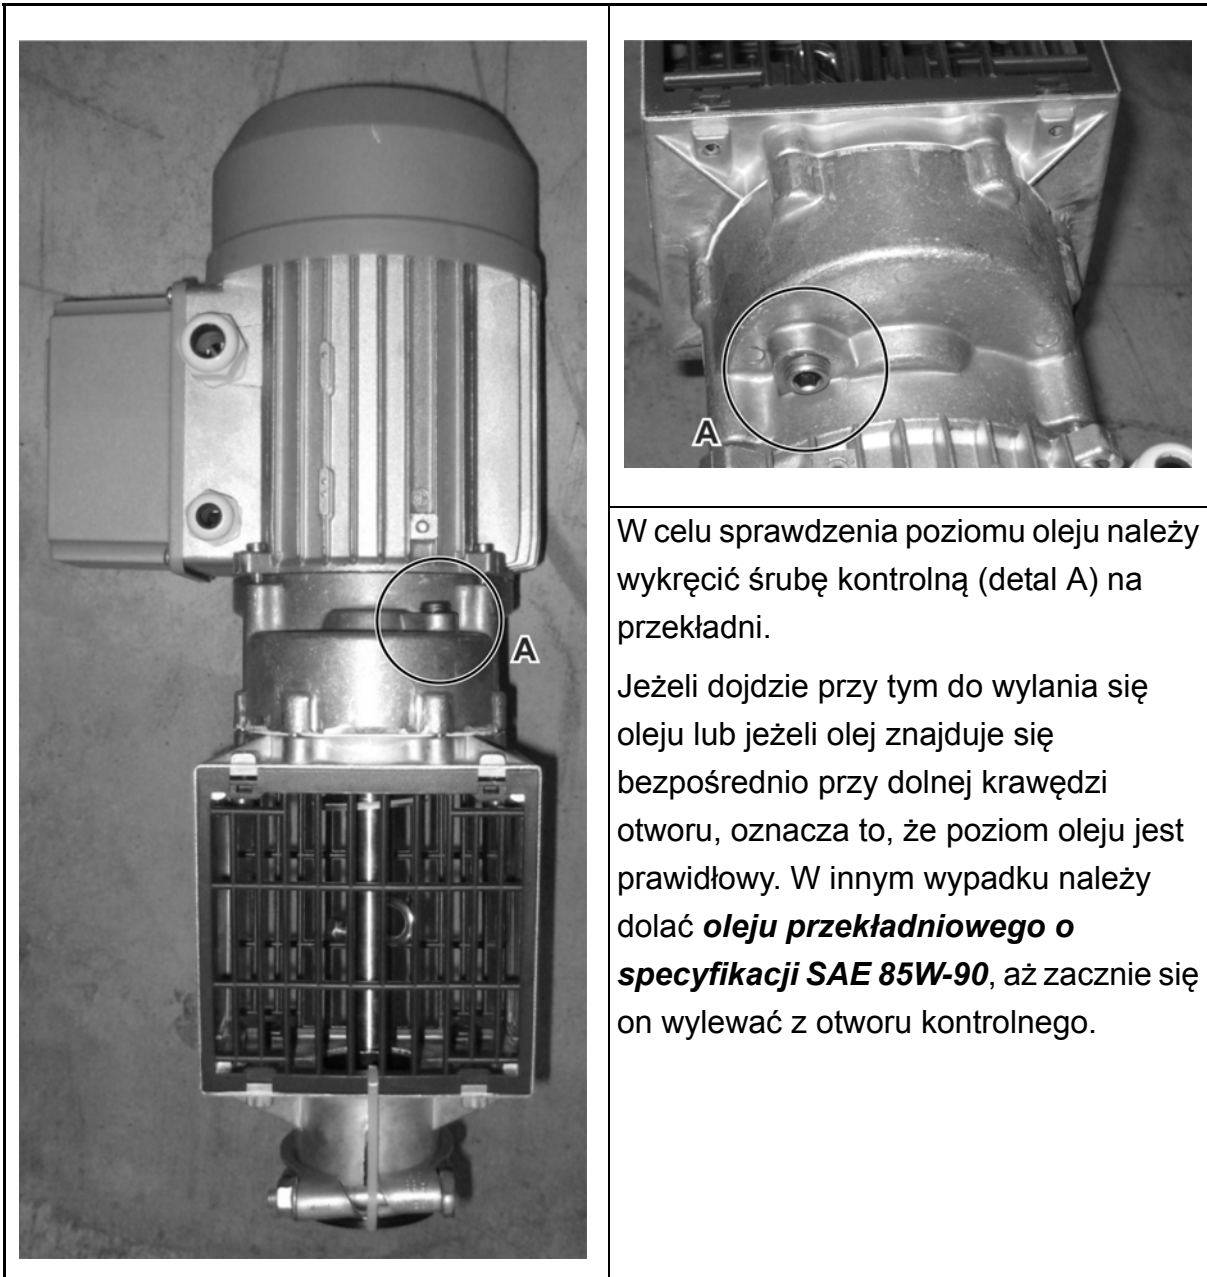 A
A
W celu sprawdzenia poziomu oleju należy
wykręcić śrubę kontrolną (detal A) na
przekładni.
Jeżeli dojdzie przy tym do wylania się
oleju lub jeżeli olej znajduje się
bezpośrednio przy dolnej krawędzi
otworu, oznacza to, że poziom oleju jest
prawidłowy. W innym wypadku należy
dolać oleju przekładniowego o
specyfikacji SAE 85W-90, aż zacznie się
on wylewać z otworu kontrolnego.